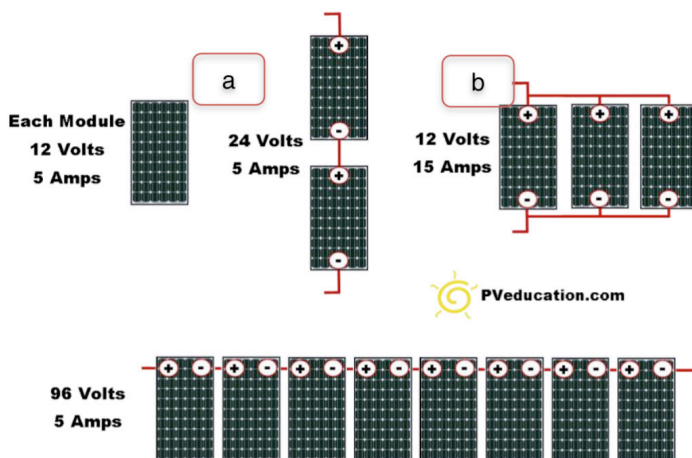 a
b
Each Module
12 Volts
5 Amps
+
-
24 Volts
5 Amps
+
-
12 Volts
15 Amps
+ + +
- - -
PVeducation.com
96 Volts
5 Amps
+ - + - + - + - + - + - + - + -